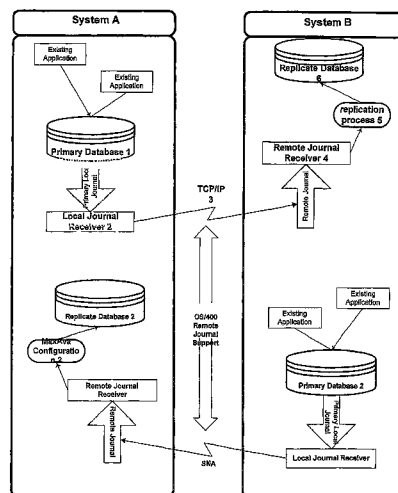 System A
System B
Existing
Application
Existing
Application
Primary Database 1
Primary Local
Journal
Local Journal
Receiver 2
TCP/IP
3
Replicate Database
6
replication
process 5
Remote Journal
Receiver 4
Remote Journal
Replicate Database 2
MaxAva
Configuratio
n 2
Remote Journal
Receiver
Remote Journal
OS/400
Remote
Journal
Support
SNA
Existing
Application
Existing
Application
Primary Database 2
Primary Local
Journal
Local Journal Receiver